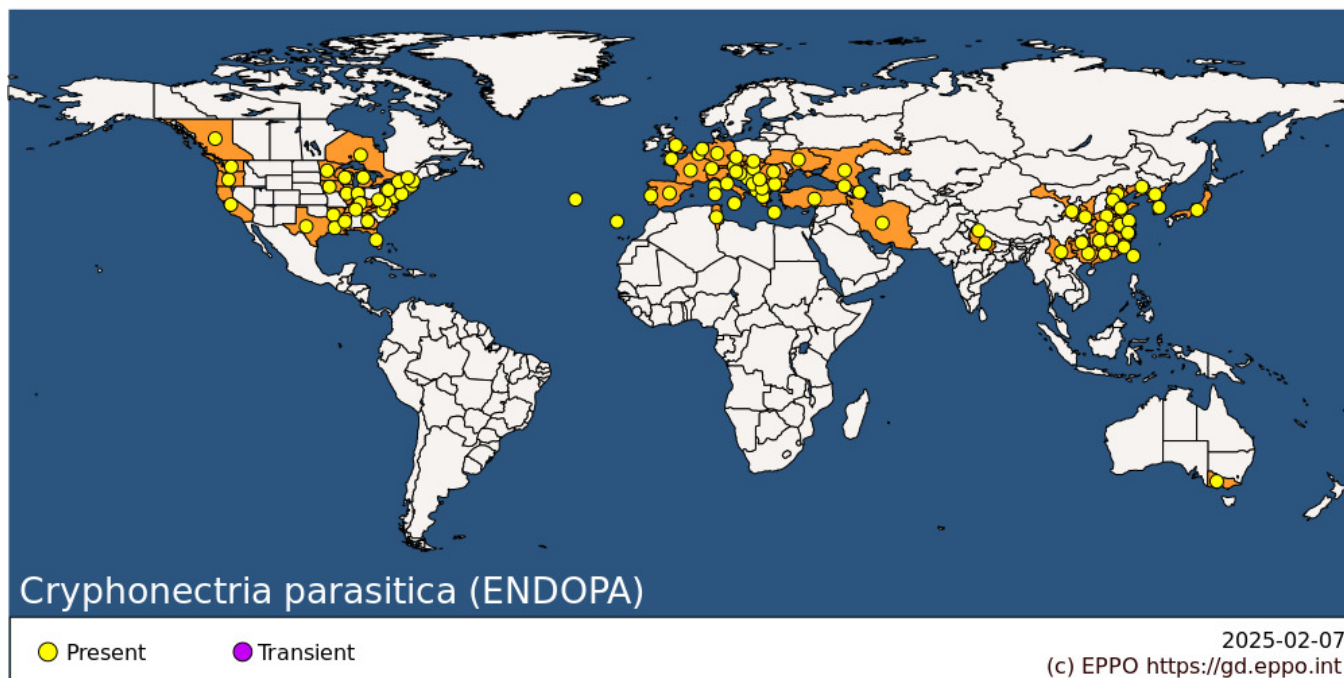 Cryphonectria parasitica (ENDOPA)
Present
Transient
2025-02-07
(c) EPPO https://gd.eppo.int